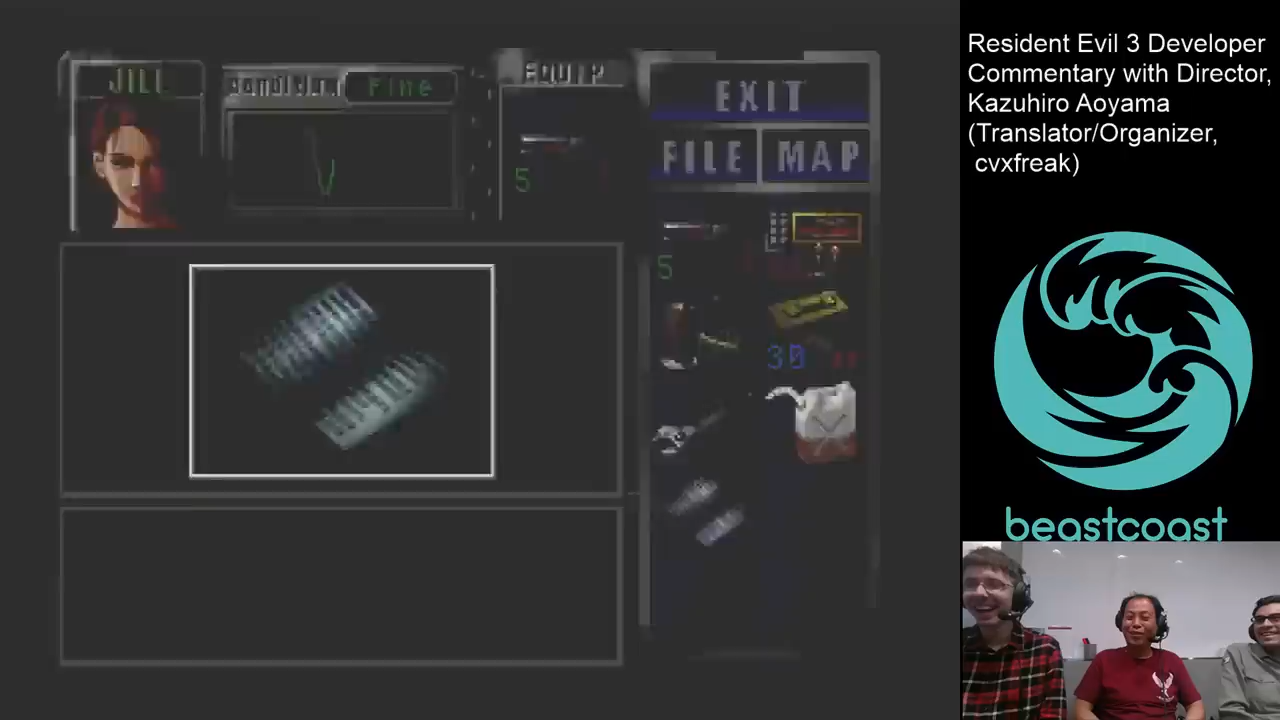 JILL
Condition
Fine
EQUIP
5
EXIT
FILE
MAP
5
30
Resident Evil 3 Developer
Commentary with Director,
Kazuhiro Aoyama
(Translator/Organizer,
cvxfreak)
beastcoast